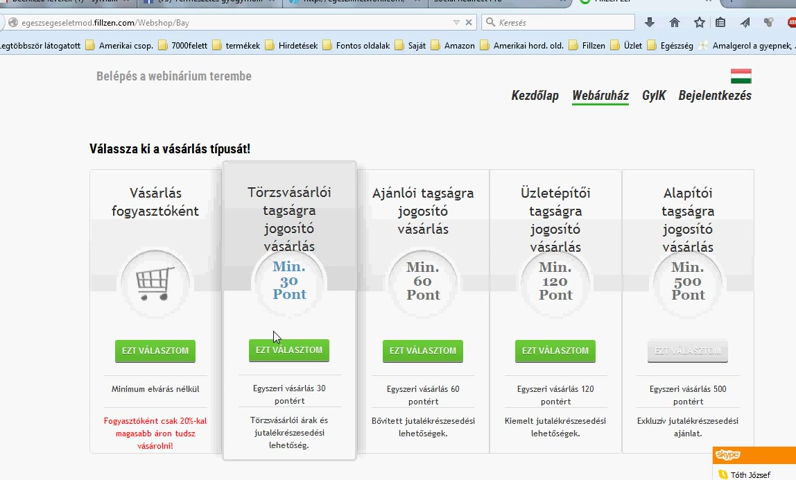 egeszsegeseletmod.fillzen.com/Webshop/Bay
Keresés
Legtöbbször látogatott Amerikai csop. 7000felett termékek Hirdetések Fontos oldalak Saját Amazon Amerikai hord. old. Fillzen Üzlet Egészség Amalgerol a gyepnek,
Belépés a webinárium terembe
Kezdőlap Webáruház GyIK Bejelentkezés
Válassza ki a vásárlás típusát!
Vásárlás
fogyasztóként
EZT VÁLASZTOM
Minimum elvárás nélkül
Fogyasztóként csak 20%-kal
magasabb áron tudsz
vásárolni!
Törzsvásárlói
tagságra
jogosító
vásárlás
Min.
30
Pont
EZT VÁLASZTOM
Egyszeri vásárlás 30
pontért
Törzsvásárlói árak és
jutalékrészesedési
lehetőség.
Ajánlói tagságra
jogosító
vásárlás
Min.
60
Pont
EZT VÁLASZTOM
Egyszeri vásárlás 60
pontért
Bővített jutalékrészesedési
lehetőségek.
Üzletépítői
tagságra
jogosító
vásárlás
Min.
120
Pont
EZT VÁLASZTOM
Egyszeri vásárlás 120
pontért
Kiemelt jutalékrészesedési
lehetőségek.
Alapítói
tagságra
jogosító
vásárlás
Min.
500
Pont
EZT VÁLASZTOM
Egyszeri vásárlás 500
pontért
Exkluzív jutalékrészesedési
ajánlat.
skype
Tóth József